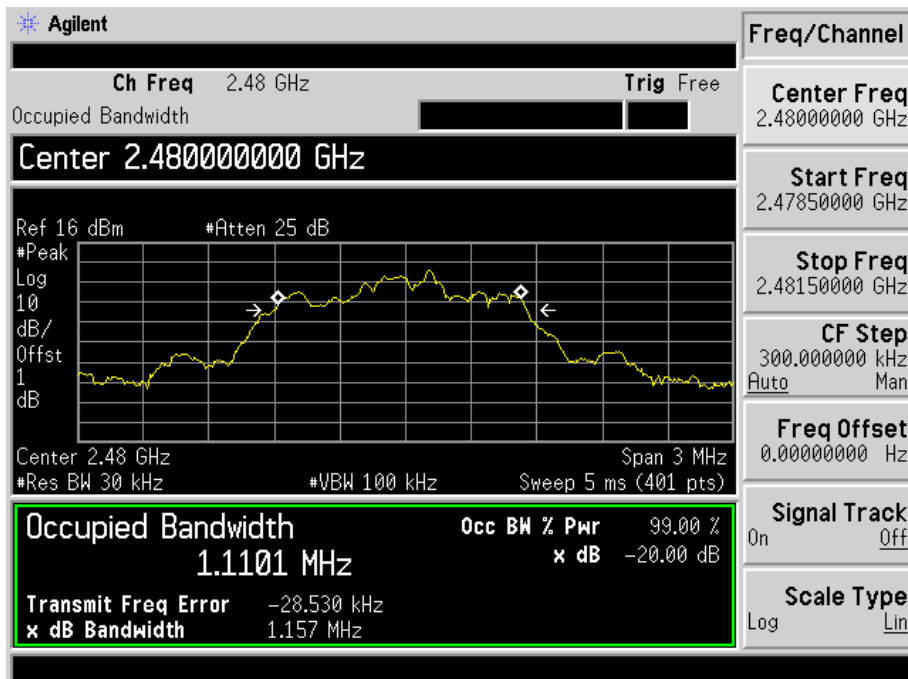 Agilent
Ch Freq 2.48 GHz Trig Free
Occupied Bandwidth
Center 2.480000000 GHz
Ref 16 dBm #Atten 25 dB
#Peak
Log
10
dB/
Offst
1
dB
Center 2.48 GHz Span 3 MHz
#Res BW 30 kHz #VBW 100 kHz Sweep 5 ms (401 pts)
Occupied Bandwidth Occ BW % Pwr 99.00 %
1.1101 MHz x dB -20.00 dB
Transmit Freq Error -28.530 kHz
x dB Bandwidth 1.157 MHz
Freq/Channel
Center Freq
2.48000000 GHz
Start Freq
2.47850000 GHz
Stop Freq
2.48150000 GHz
CF Step
300.000000 kHz
Auto Man
Freq Offset
0.00000000 Hz
Signal Track
On Off
Scale Type
Log Lin